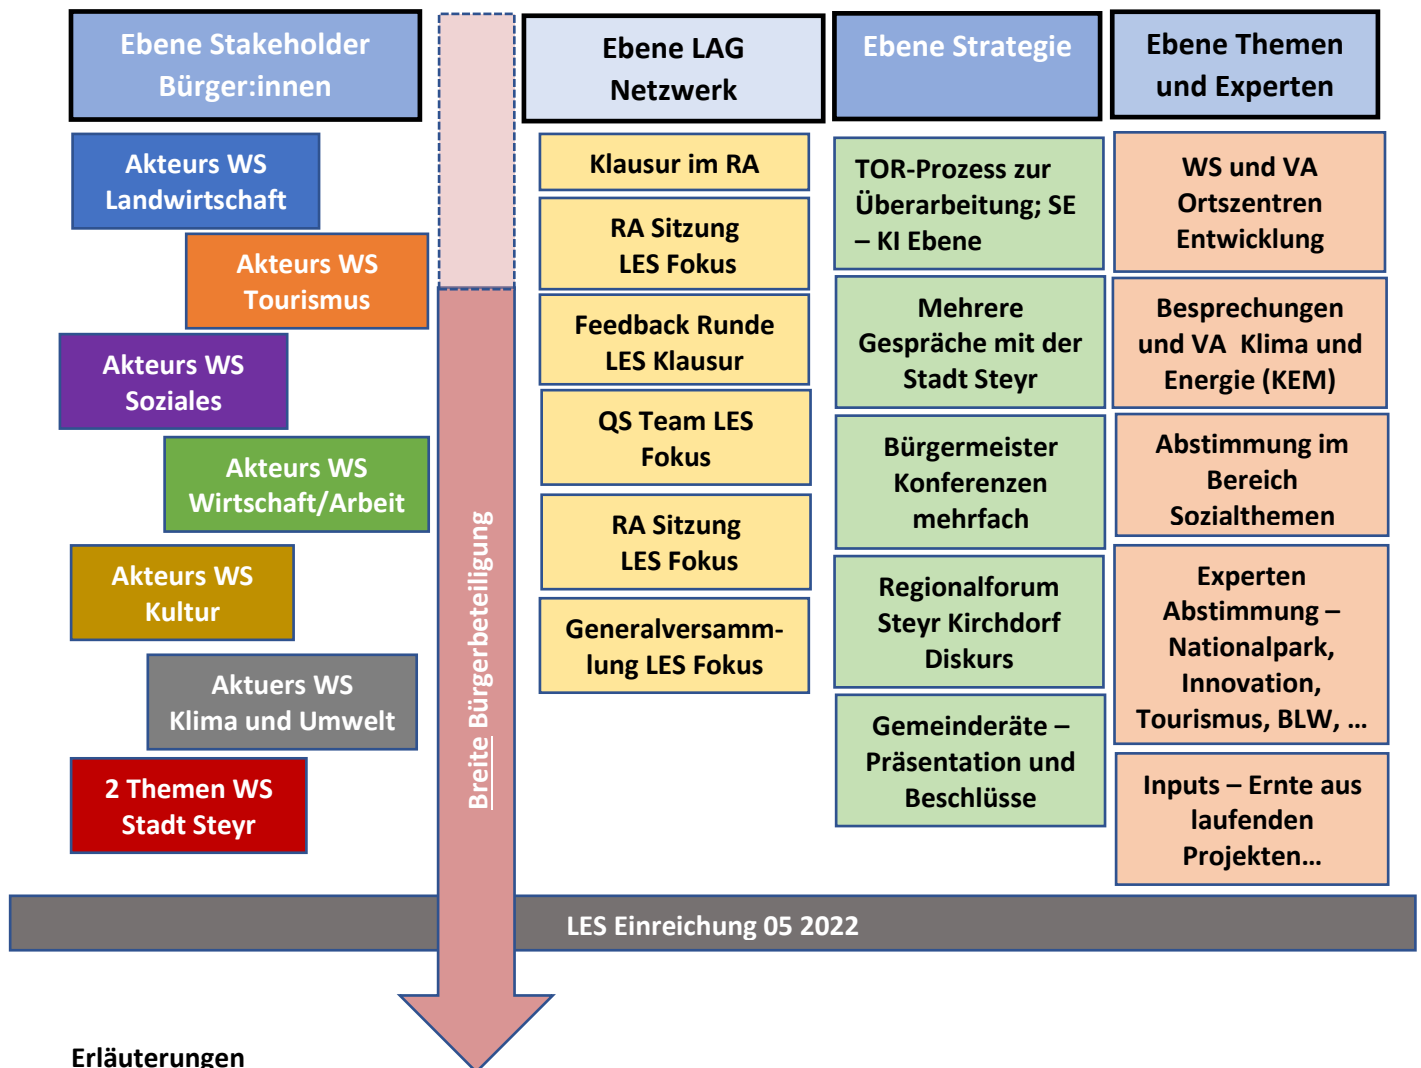 Ebene Stakeholder
Bürger:innen
Akteurs WS
Landwirtschaft
Akteurs WS
Tourismus
Akteurs WS
Soziales
Akteurs WS
Wirtschaft/Arbeit
Akteurs WS
Kultur
Aktuers WS
Klima und Umwelt
2 Themen WS
Stadt Steyr
Breite Bürgerbeteiligung
Ebene LAG
Netzwerk
Klausur im RA
RA Sitzung
LES Fokus
Feedback Runde
LES Klausur
QS Team LES
Fokus
RA Sitzung
LES Fokus
Generalversamm-
lung LES Fokus
Ebene Strategie
TOR-Prozess zur
Überarbeitung; SE
– KI Ebene
Mehrere
Gespräche mit der
Stadt Steyr
Bürgermeister
Konferenzen
mehrfach
Regionalforum
Steyr Kirchdorf
Diskurs
Gemeinderäte –
Präsentation und
Beschlüsse
Ebene Themen
und Experten
WS und VA
Ortszentren
Entwicklung
Besprechungen
und VA  Klima und
Energie (KEM)
Abstimmung im
Bereich
Sozialthemen
Experten
Abstimmung –
Nationalpark,
Innovation,
Tourismus, BLW, …
Inputs – Ernte aus
laufenden
Projekten…
LES Einreichung 05 2022
Erläuterungen